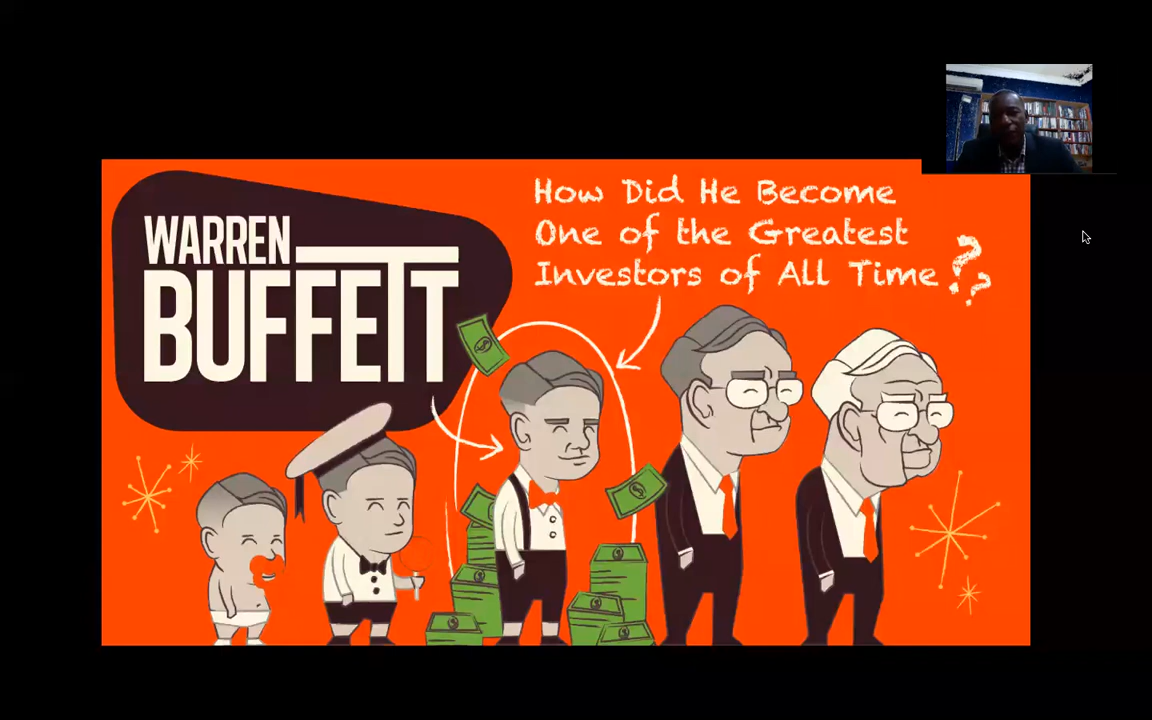 WARREN
BUFFETT
How Did He Become
One of the Greatest
Investors of All Time ??